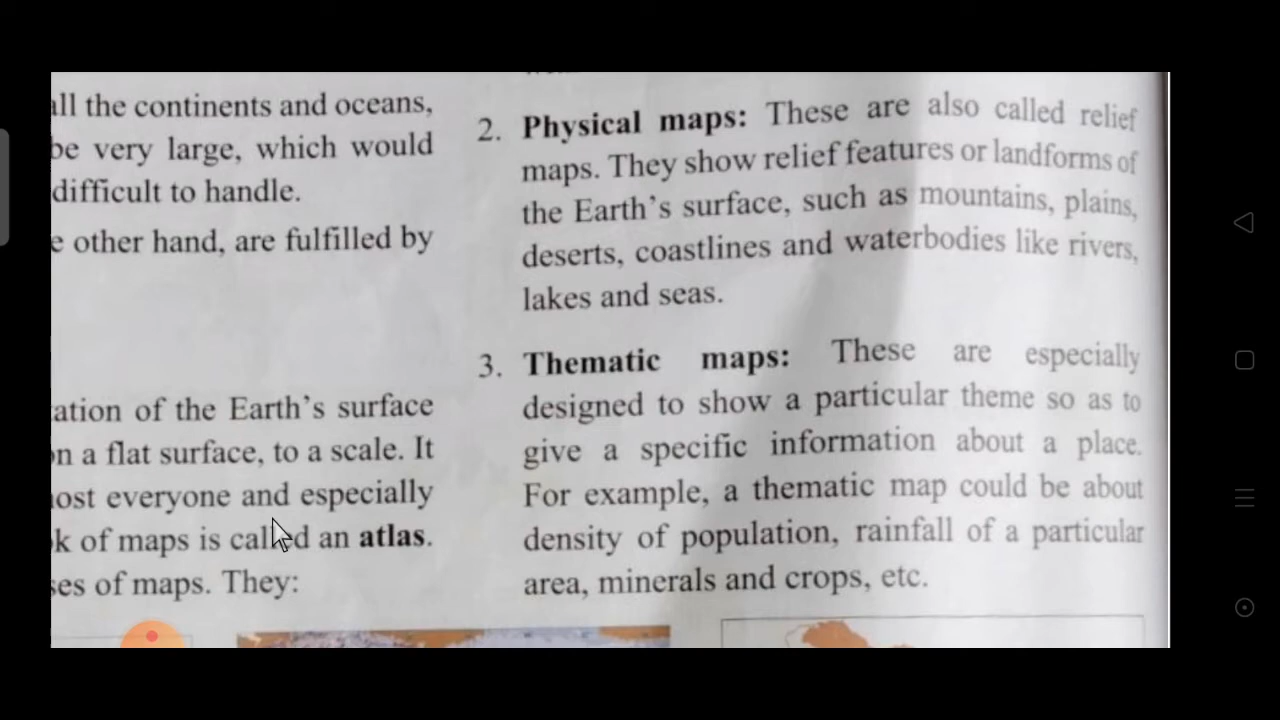 all the continents and oceans,
be very large, which would
difficult to handle.
e other hand, are fulfilled by
ation of the Earth's surface
on a flat surface, to a scale. It
ost everyone and especially
k of maps is called an atlas.
ses of maps. They:
2. Physical maps: These are also called relief
maps. They show relief features or landforms of
the Earth's surface, such as mountains, plains,
deserts, coastlines and waterbodies like rivers,
lakes and seas.
3. Thematic maps: These are especially
designed to show a particular theme so as to
give a specific information about a place.
For example, a thematic map could be about
density of population, rainfall of a particular
area, minerals and crops, etc.